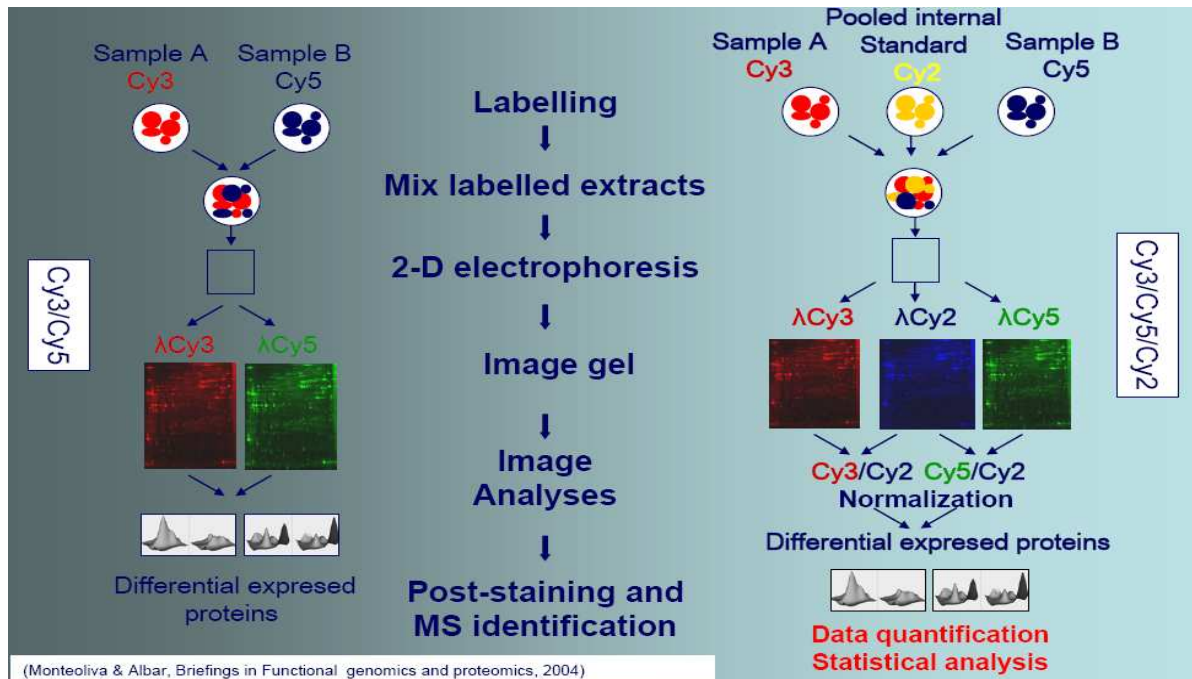 Sample A
Cy3
Sample B
Cy5
Cy3/Cy5
λCy3
λCy5
Differential expresed
proteins
Labelling
Mix labelled extracts
2-D electrophoresis
Image gel
Image
Analyses
Post-staining and
MS identification
Pooled internal
Standard
Cy2
Sample A
Cy3
Sample B
Cy5
Cy3/Cy5/Cy2
λCy3
λCy2
λCy5
Cy3/Cy2
Cy5/Cy2
Normalization
Differential expresed proteins
Data quantification
Statistical analysis
(Monteoliva & Albar, Briefings in Functional genomics and proteomics, 2004)